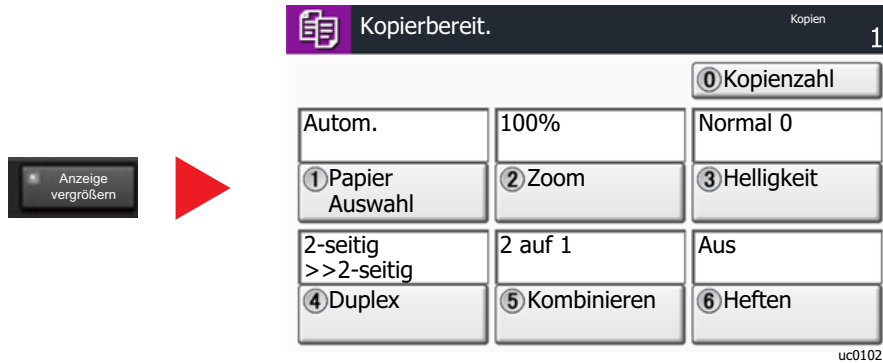 Anzeige
vergrößern
Kopierbereit.
Kopien
1
0 Kopienzahl
Autom.
100%
Normal 0
1 Papier
Auswahl
2 Zoom
3 Helligkeit
2-seitig
>>2-seitig
2 auf 1
Aus
4 Duplex
5 Kombinieren
6 Heften
uc0102